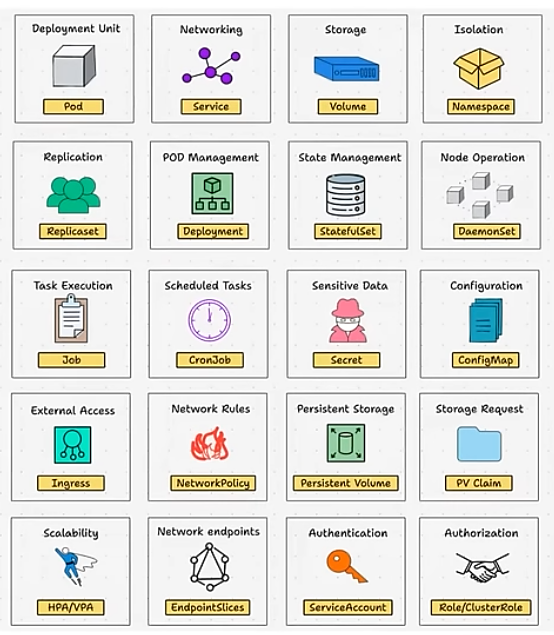 Deployment Unit
Pod
Networking
Service
Storage
Volume
Isolation
Namespace
Replication
Replicaset
POD Management
Deployment
State Management
StatefulSet
Node Operation
DaemonSet
Task Execution
Job
Scheduled Tasks
CronJob
Sensitive Data
Secret
Configuration
ConfigMap
External Access
Ingress
Network Rules
NetworkPolicy
Persistent Storage
Persistent Volume
Storage Request
PV Claim
Scalability
HPA/VPA
Network endpoints
EndpointSlices
Authentication
ServiceAccount
Authorization
Role/ClusterRole